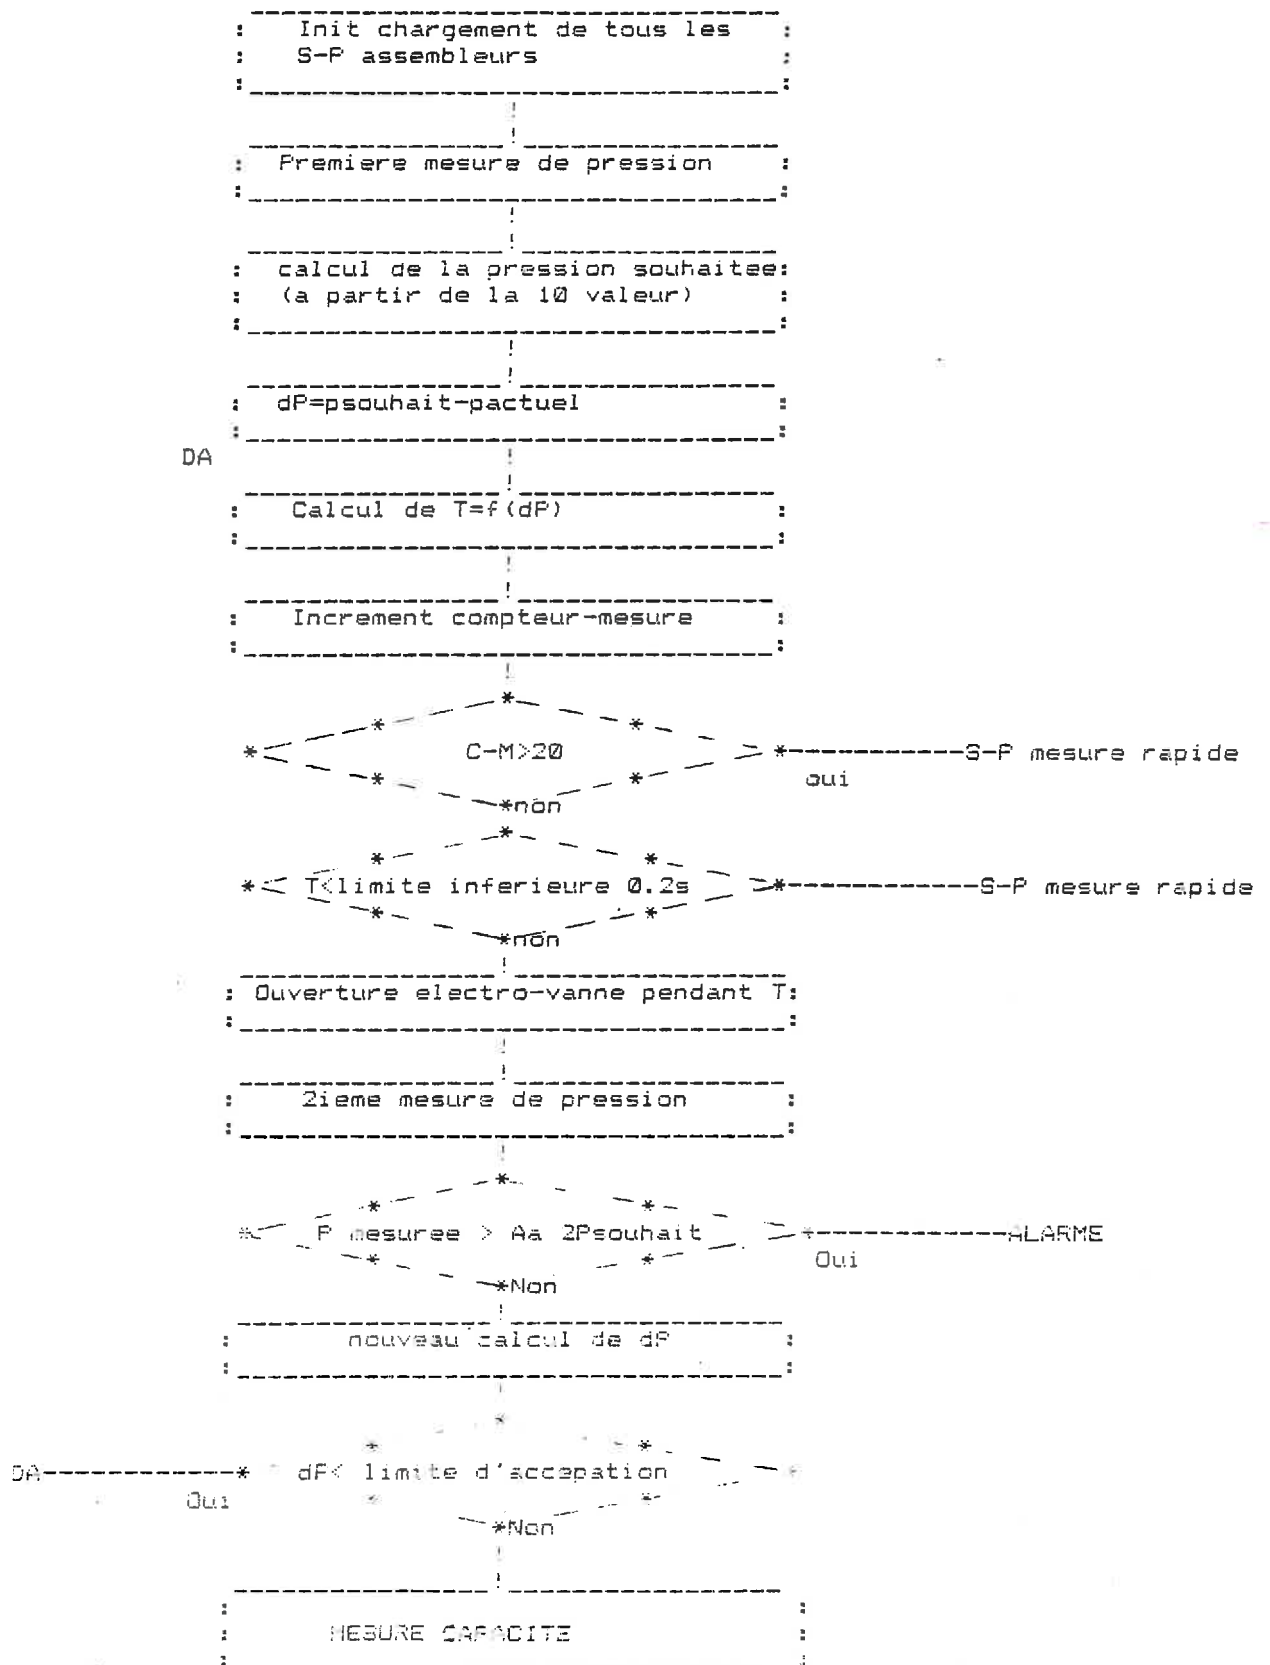 Init chargement de tous les
S-P assembleurs
Premiere mesure de pression
calcul de la pression souhaitee
(a partir de la 10 valeur)
dP=psouhait-pactuel
DA
Calcul de T=f(dP)
Increment compteur-mesure
C-M>20
S-P mesure rapide
oui
non
T<limite inferieure 0.2s
S-P mesure rapide
non
Ouverture electro-vanne pendant T
2ieme mesure de pression
P mesuree > Aa 2Psouhait
ALARME
Oui
Non
nouveau calcul de dP
DA
dP< limite d'accepation
Oui
Non
MESURE CAPACITE